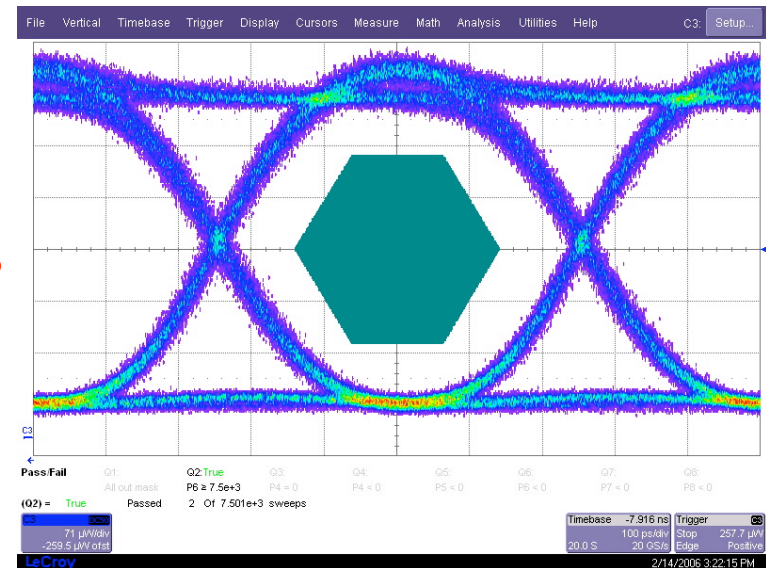 File Vertical Timebase Trigger Display Cursors Measure Math Analysis Utilities Help C3: Setup...
C3
Pass/Fail Q1: Q2:True Q3: Q4: Q5: Q6: Q7: Q8:
All out mask P6 ≥ 7.5e+3 P4 = 0 P4 < 0 P5 < 0 P6 < 0 P7 < 0 P8 < 0
(Q2) = True Passed 2 Of 7.501e+3 sweeps
C3 DC50 Timebase -7.916 ns Trigger C3
71 µW/div 100 ps/div Stop 257.7 µW
-259.5 µW ofst 20.0 S 20 GS/s Edge Positive
LeCroy 2/14/2006 3:22:15 PM